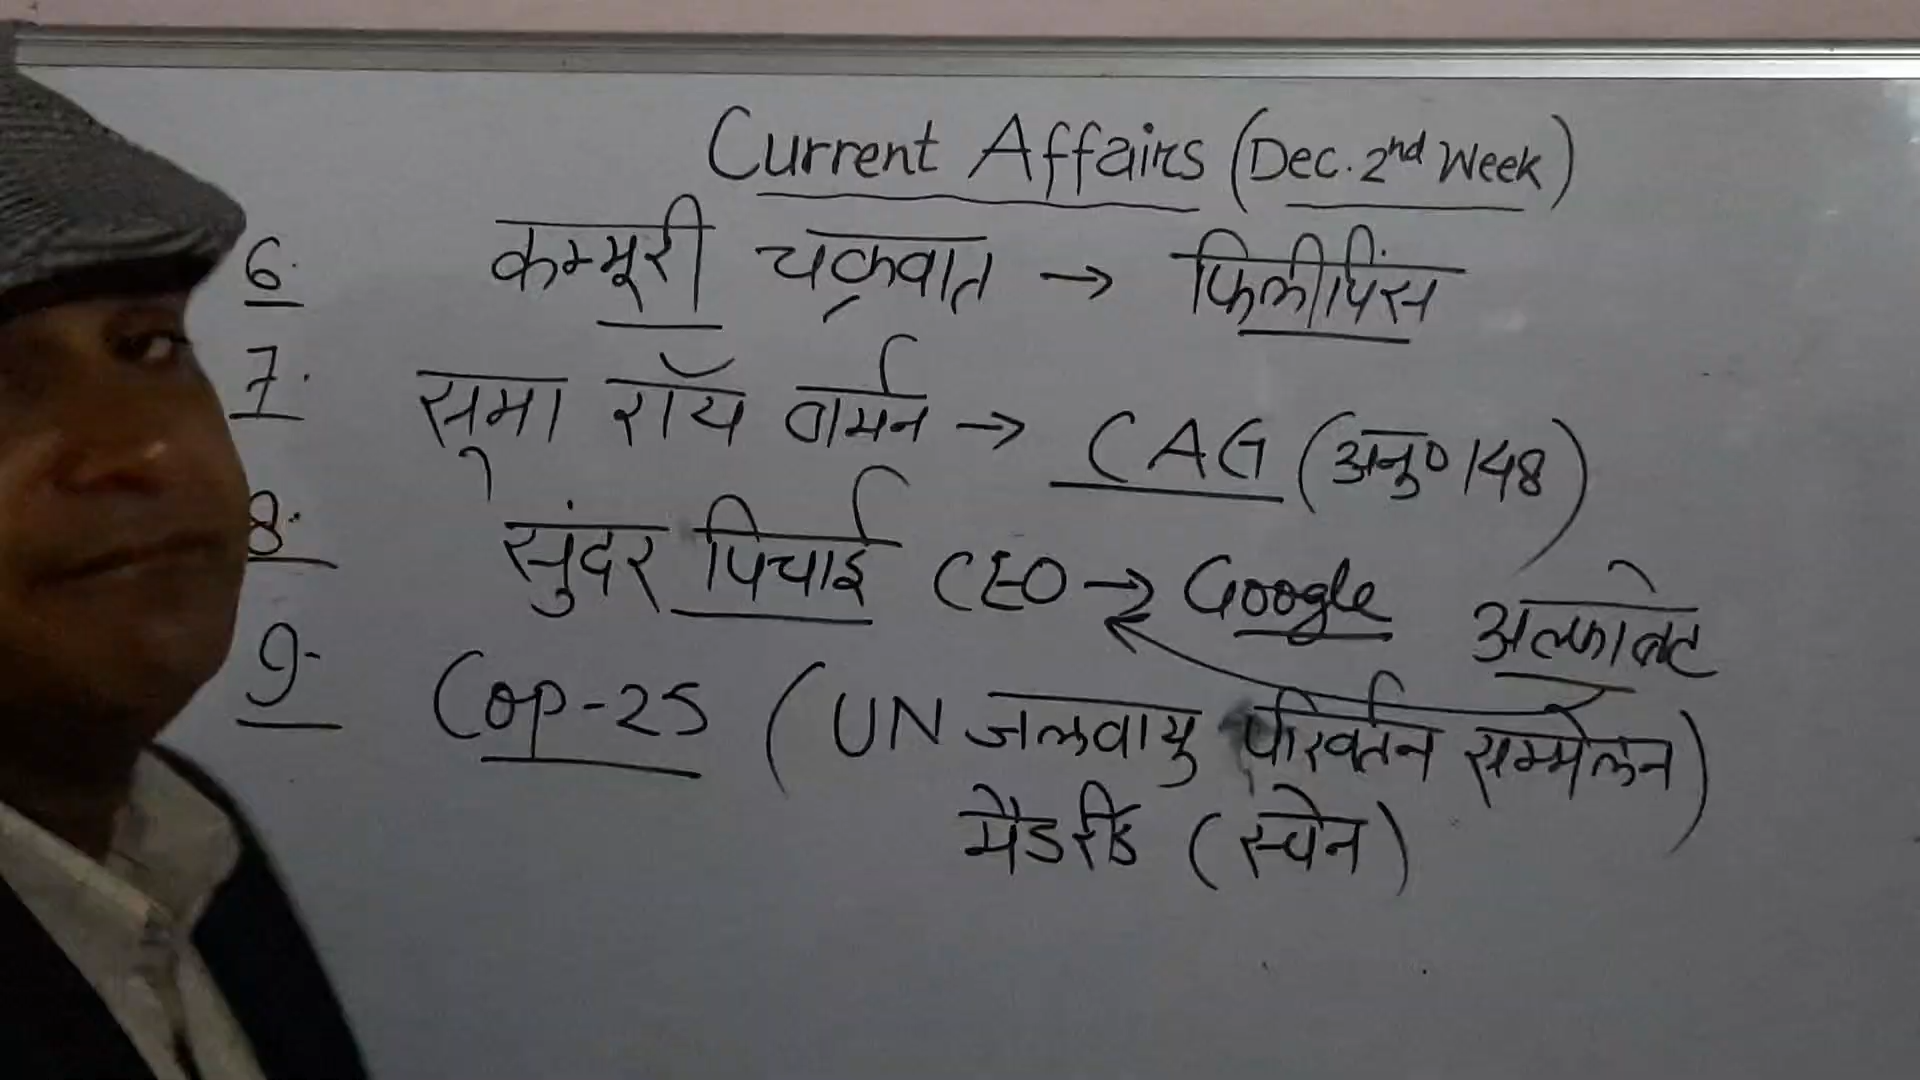 Current Affairs (Dec. 2nd Week)
6. कम्मूरी चक्रवात → फिलीपिंस
7. सूमा रॉय वार्मन → CAG (अनु० 148)
8. सुंदर पिचाई CEO → Google अल्फाबेट
9. Cop-25 (UN जलवायु परिवर्तन सम्मेलन)
मैडरीड (स्पेन)